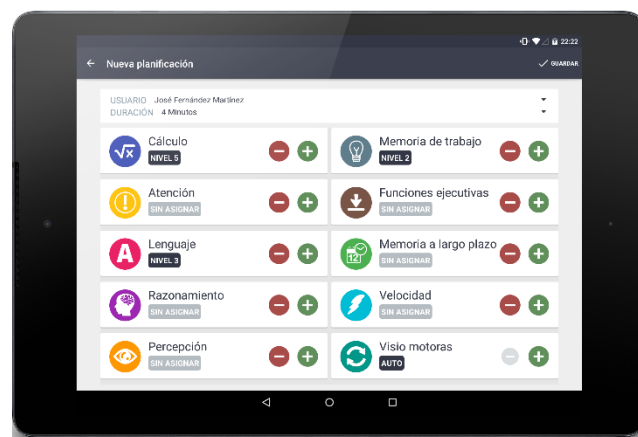 22:22
Nueva planificación
GUARDAR
USUARIO José Fernández Martínez
DURACIÓN 4 Minutos
Cálculo
NIVEL 5
Memoria de trabajo
NIVEL 2
Atención
SIN ASIGNAR
Funciones ejecutivas
SIN ASIGNAR
Lenguaje
NIVEL 3
12
Memoria a largo plazo
SIN ASIGNAR
Razonamiento
SIN ASIGNAR
Velocidad
SIN ASIGNAR
Percepción
SIN ASIGNAR
Visio motoras
AUTO